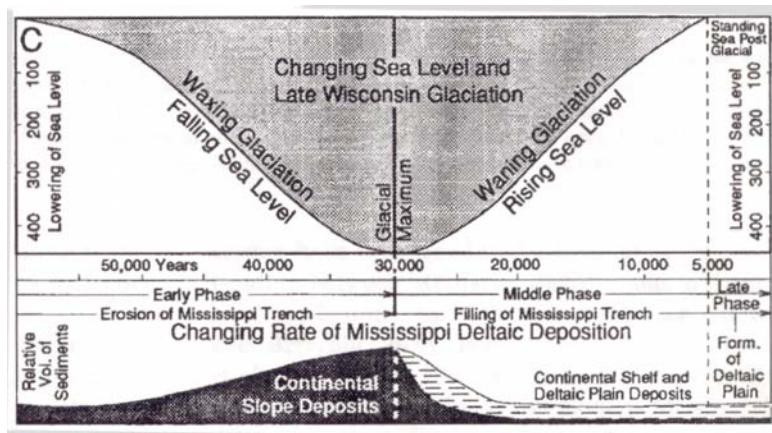 C
Standing
Sea Post
Glacial
Changing Sea Level and
Late Wisconsin Glaciation
Lowering of Sea Level
100
200
300
400
Waxing Glaciation
Falling Sea Level
Glacial
Maximum
Waning Glaciation
Rising Sea Level
100
200
300
400
Lowering of Sea Level
50,000 Years
40,000
30,000
20,000
10,000
5,000
Early Phase
Middle Phase
Late
Phase
Erosion of Mississippi Trench
Filling of Mississippi Trench
Changing Rate of Mississippi Deltaic Deposition
Relative
Vol. of
Sediments
Continental
Slope Deposits
Continental Shelf and
Deltaic Plain Deposits
Form.
of
Deltaic
Plain